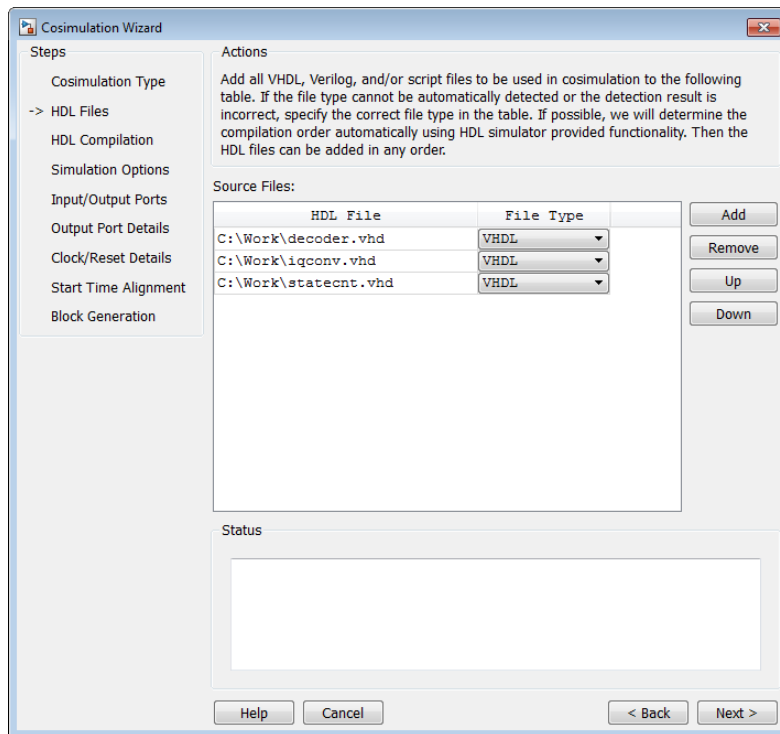 Cosimulation Wizard
Steps
Cosimulation Type
-> HDL Files
HDL Compilation
Simulation Options
Input/Output Ports
Output Port Details
Clock/Reset Details
Start Time Alignment
Block Generation
Actions
Add all VHDL, Verilog, and/or script files to be used in cosimulation to the following
table. If the file type cannot be automatically detected or the detection result is
incorrect, specify the correct file type in the table. If possible, we will determine the
compilation order automatically using HDL simulator provided functionality. Then the
HDL files can be added in any order.
Source Files:
HDL File File Type
C:\Work\decoder.vhd VHDL
C:\Work\iqconv.vhd VHDL
C:\Work\statecnt.vhd VHDL
Add
Remove
Up
Down
Status
Help Cancel < Back Next >